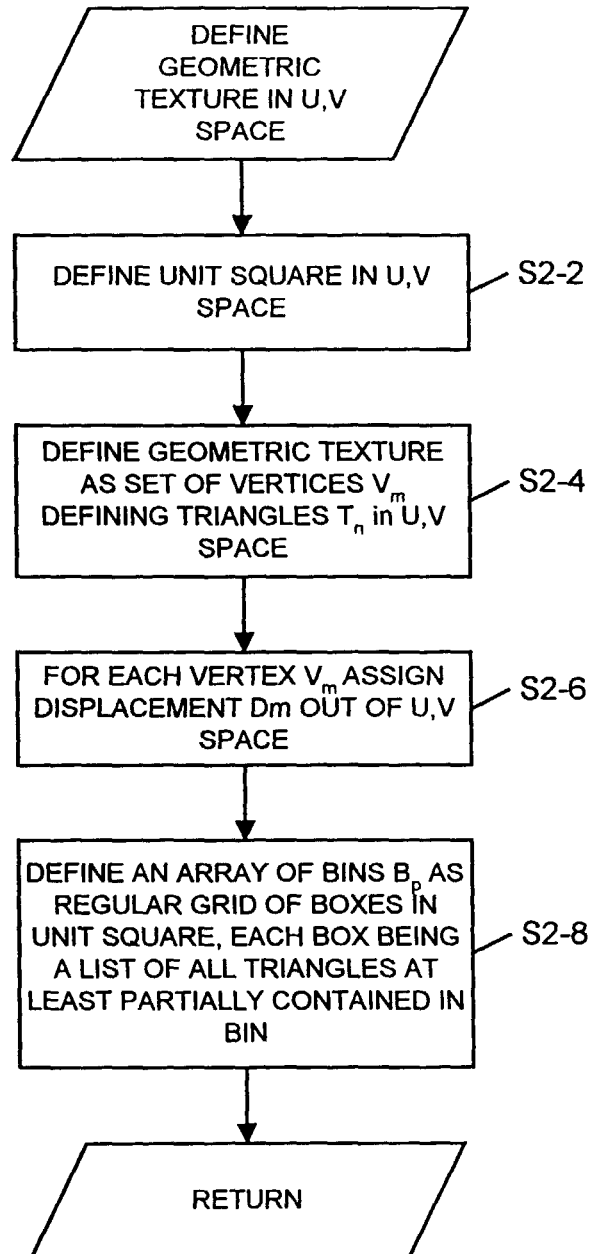 DEFINE
GEOMETRIC
TEXTURE IN U,V
SPACE
DEFINE UNIT SQUARE IN U,V
SPACE
S2-2
DEFINE GEOMETRIC TEXTURE
AS SET OF VERTICES Vm
DEFINING TRIANGLES Tn in U,V
SPACE
S2-4
FOR EACH VERTEX Vm ASSIGN
DISPLACEMENT Dm OUT OF U,V
SPACE
S2-6
DEFINE AN ARRAY OF BINS Bp AS
REGULAR GRID OF BOXES IN
UNIT SQUARE, EACH BOX BEING
A LIST OF ALL TRIANGLES AT
LEAST PARTIALLY CONTAINED IN
BIN
S2-8
RETURN